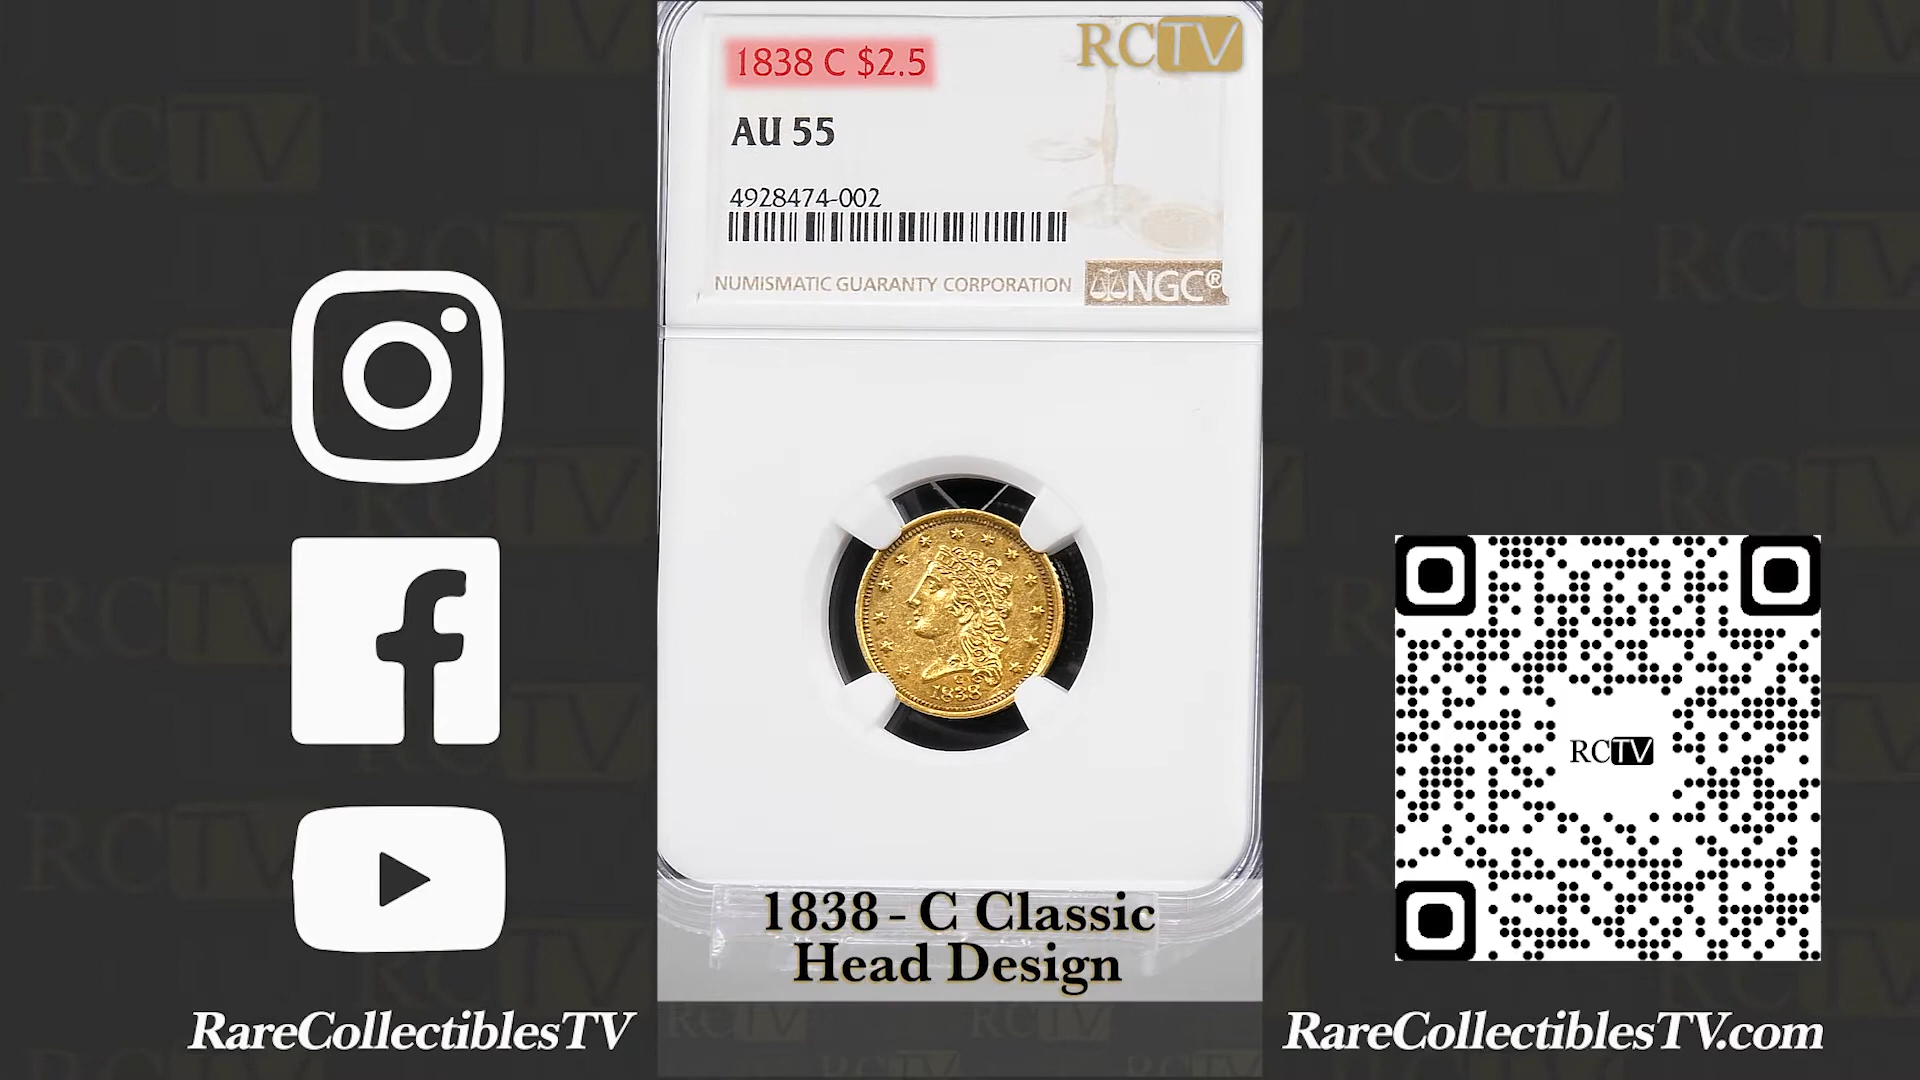 1838 C $2.5
RCTV
AU 55
4928474-002
NUMISMATIC GUARANTY CORPORATION
NGC®
1838
1838 - C Classic
Head Design
RCTV
RareCollectiblesTV
RareCollectiblesTV.com